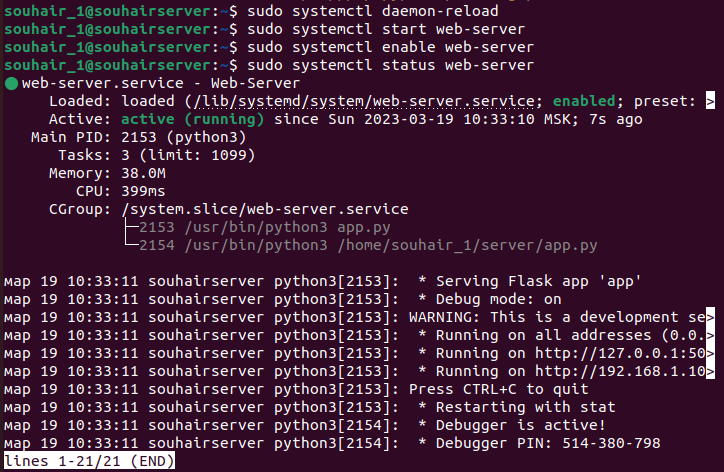 souhair_1@souhairserver:~$ sudo systemctl daemon-reload
souhair_1@souhairserver:~$ sudo systemctl start web-server
souhair_1@souhairserver:~$ sudo systemctl enable web-server
souhair_1@souhairserver:~$ sudo systemctl status web-server
● web-server.service - Web-Server
Loaded: loaded (/lib/systemd/system/web-server.service; enabled; preset: >
Active: active (running) since Sun 2023-03-19 10:33:10 MSK; 7s ago
Main PID: 2153 (python3)
Tasks: 3 (limit: 1099)
Memory: 38.0M
CPU: 399ms
CGroup: /system.slice/web-server.service
├─2153 /usr/bin/python3 app.py
└─2154 /usr/bin/python3 /home/souhair_1/server/app.py
мар 19 10:33:11 souhairserver python3[2153]:  * Serving Flask app 'app'
мар 19 10:33:11 souhairserver python3[2153]:  * Debug mode: on
мар 19 10:33:11 souhairserver python3[2153]: WARNING: This is a development se>
мар 19 10:33:11 souhairserver python3[2153]:  * Running on all addresses (0.0.>
мар 19 10:33:11 souhairserver python3[2153]:  * Running on http://127.0.0.1:50>
мар 19 10:33:11 souhairserver python3[2153]:  * Running on http://192.168.1.10>
мар 19 10:33:11 souhairserver python3[2153]: Press CTRL+C to quit
мар 19 10:33:11 souhairserver python3[2153]:  * Restarting with stat
мар 19 10:33:11 souhairserver python3[2154]:  * Debugger is active!
мар 19 10:33:11 souhairserver python3[2154]:  * Debugger PIN: 514-380-798
lines 1-21/21 (END)